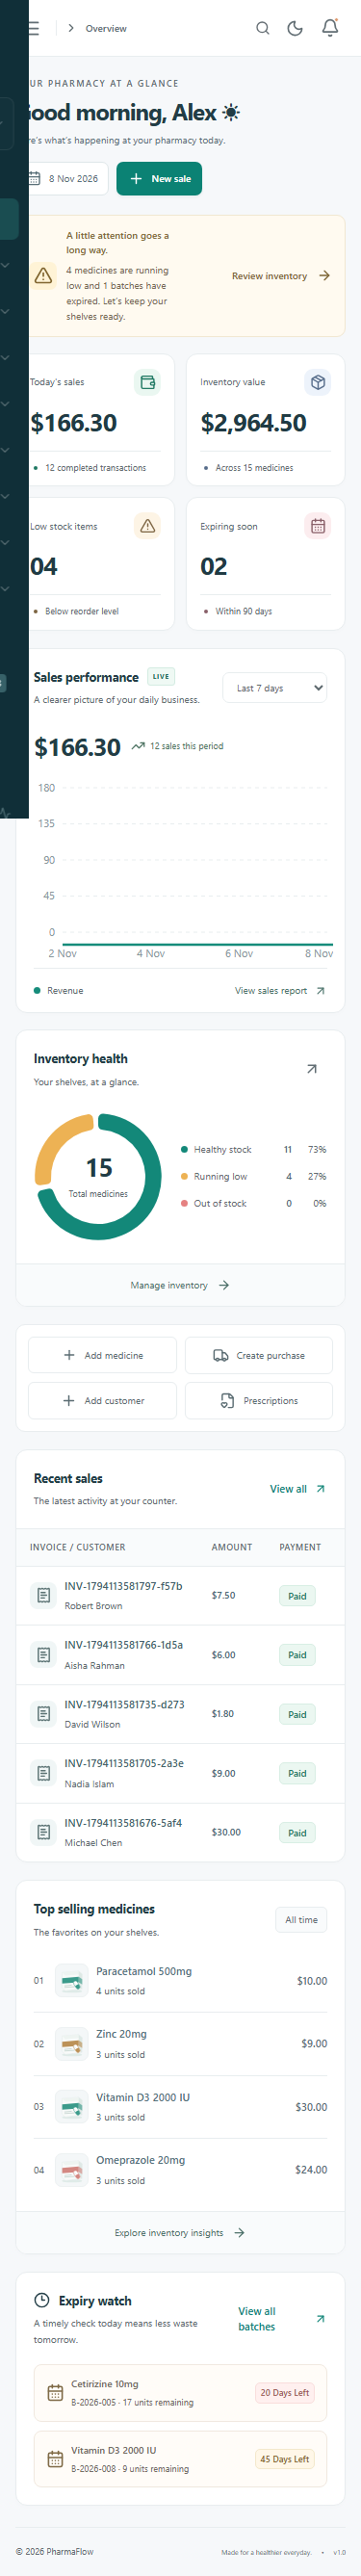 Overview
UR PHARMACY AT A GLANCE
ood morning, Alex
re's what's happening at your pharmacy today.
8 Nov 2026
New sale
A little attention goes a
long way.
4 medicines are running
low and 1 batches have
expired. Let's keep your
shelves ready.
Review inventory
Today's sales
$166.30
12 completed transactions
Inventory value
$2,964.50
Across 15 medicines
Low stock items
04
Below reorder level
Expiring soon
02
Within 90 days
Sales performance
LIVE
A clearer picture of your daily business.
Last 7 days
$166.30
12 sales this period
180
135
90
45
0
2 Nov 4 Nov 6 Nov 8 Nov
Revenue
View sales report
Inventory health
Your shelves, at a glance.
15
Total medicines
Healthy stock 11 73%
Running low 4 27%
Out of stock 0 0%
Manage inventory
Add medicine
Create purchase
Add customer
Prescriptions
Recent sales
The latest activity at your counter.
View all
INVOICE / CUSTOMER AMOUNT PAYMENT
INV-1794113581797-f57b
Robert Brown
$7.50
Paid
INV-1794113581766-1d5a
Aisha Rahman
$6.00
Paid
INV-1794113581735-d273
David Wilson
$1.80
Paid
INV-1794113581705-2a3e
Nadia Islam
$9.00
Paid
INV-1794113581676-5af4
Michael Chen
$30.00
Paid
Top selling medicines
The favorites on your shelves.
All time
01
Paracetamol 500mg
4 units sold
$10.00
02
Zinc 20mg
3 units sold
$9.00
03
Vitamin D3 2000 IU
3 units sold
$30.00
04
Omeprazole 20mg
3 units sold
$24.00
Explore inventory insights
Expiry watch
A timely check today means less waste
tomorrow.
View all
batches
Cetirizine 10mg
B-2026-005 · 17 units remaining
20 Days Left
Vitamin D3 2000 IU
B-2026-008 · 9 units remaining
45 Days Left
© 2026 PharmaFlow
Made for a healthier everyday. • v1.0